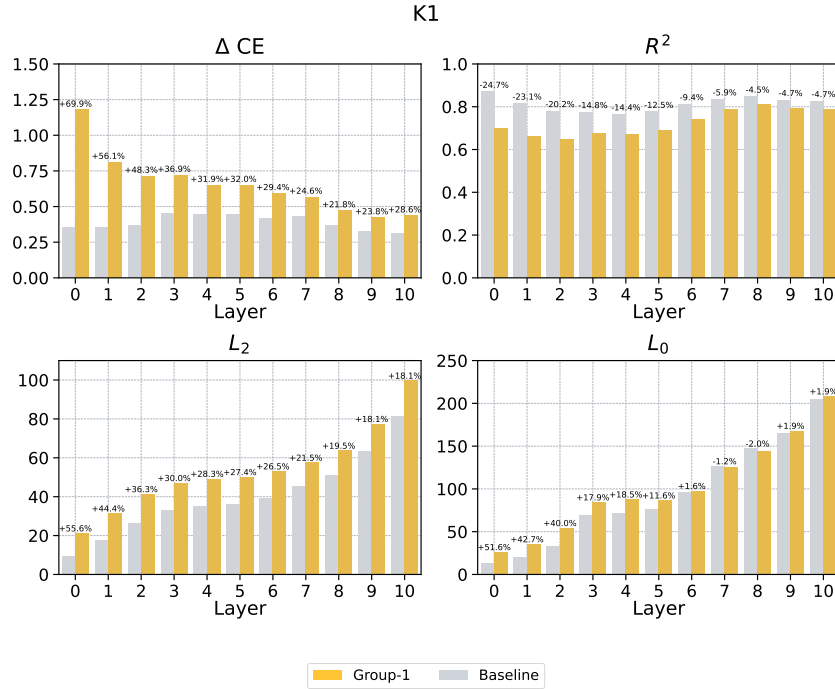 K1
Δ CE
1.50
1.25
1.00
0.75
0.50
0.25
0.00
+69.9% +56.1% +48.3% +36.9% +31.9% +32.0% +29.4% +24.6% +21.8% +23.8% +28.6%
0 1 2 3 4 5 6 7 8 9 10
Layer
R²
1.0
0.8
0.6
0.4
0.2
0.0
-24.7% -23.1% -20.2% -14.8% -14.4% -12.5% -9.4% -5.9% -4.5% -4.7% -4.7%
0 1 2 3 4 5 6 7 8 9 10
Layer
L₂
100
80
60
40
20
0
+55.6% +44.4% +36.3% +30.0% +28.3% +27.4% +26.5% +21.5% +19.5% +18.1% +18.1%
0 1 2 3 4 5 6 7 8 9 10
Layer
L₀
250
200
150
100
50
0
+51.6% +42.7% +40.0% +17.9% +18.5% +11.6% +1.6% -1.2% -2.0% +1.9% +1.9%
0 1 2 3 4 5 6 7 8 9 10
Layer
Group-1 Baseline